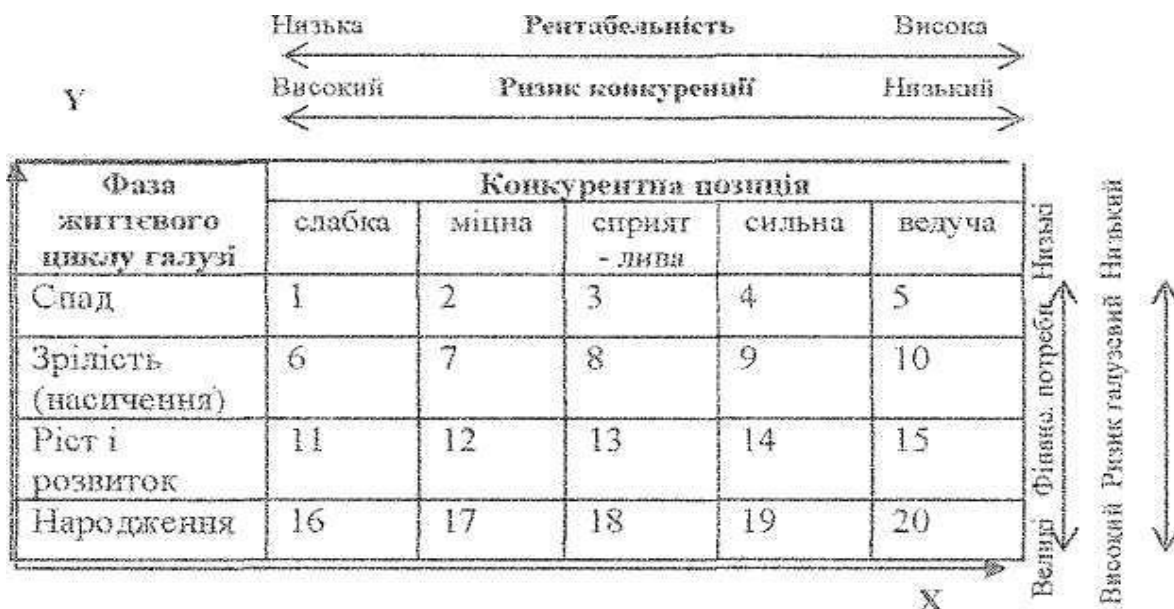 Низька Рентабельність Висока
Y Високий Ризик конкуренції Низький
Фаза життєвого циклу галузі Конкурентна позиція
слабка міцна сприят - лива сильна ведуча
Спад 1 2 3 4 5
Зрілість (насичення) 6 7 8 9 10
Ріст і розвиток 11 12 13 14 15
Народження 16 17 18 19 20
X
Великі Фінанс. потреби Низькі
Високий Ризик галузевий Низький